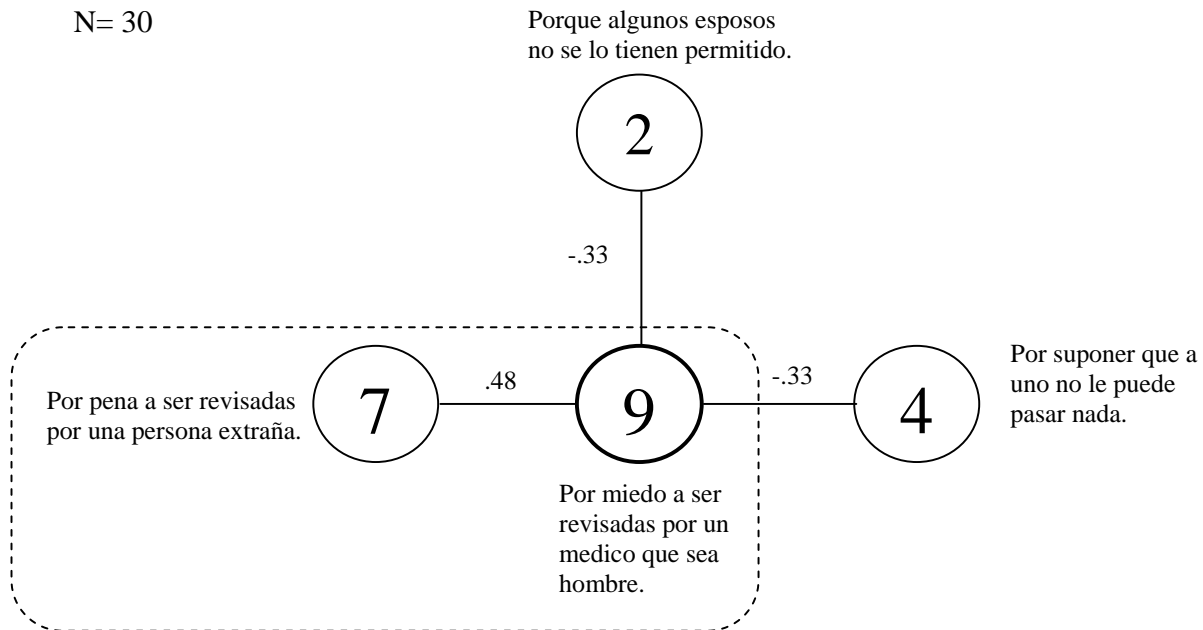 N= 30
Porque algunos esposos
no se lo tienen permitido.
2
-.33
Por pena a ser revisadas
por una persona extraña.
7
.48
9
-.33
4
Por suponer que a
uno no le puede
pasar nada.
Por miedo a ser
revisadas por un
medico que sea
hombre.